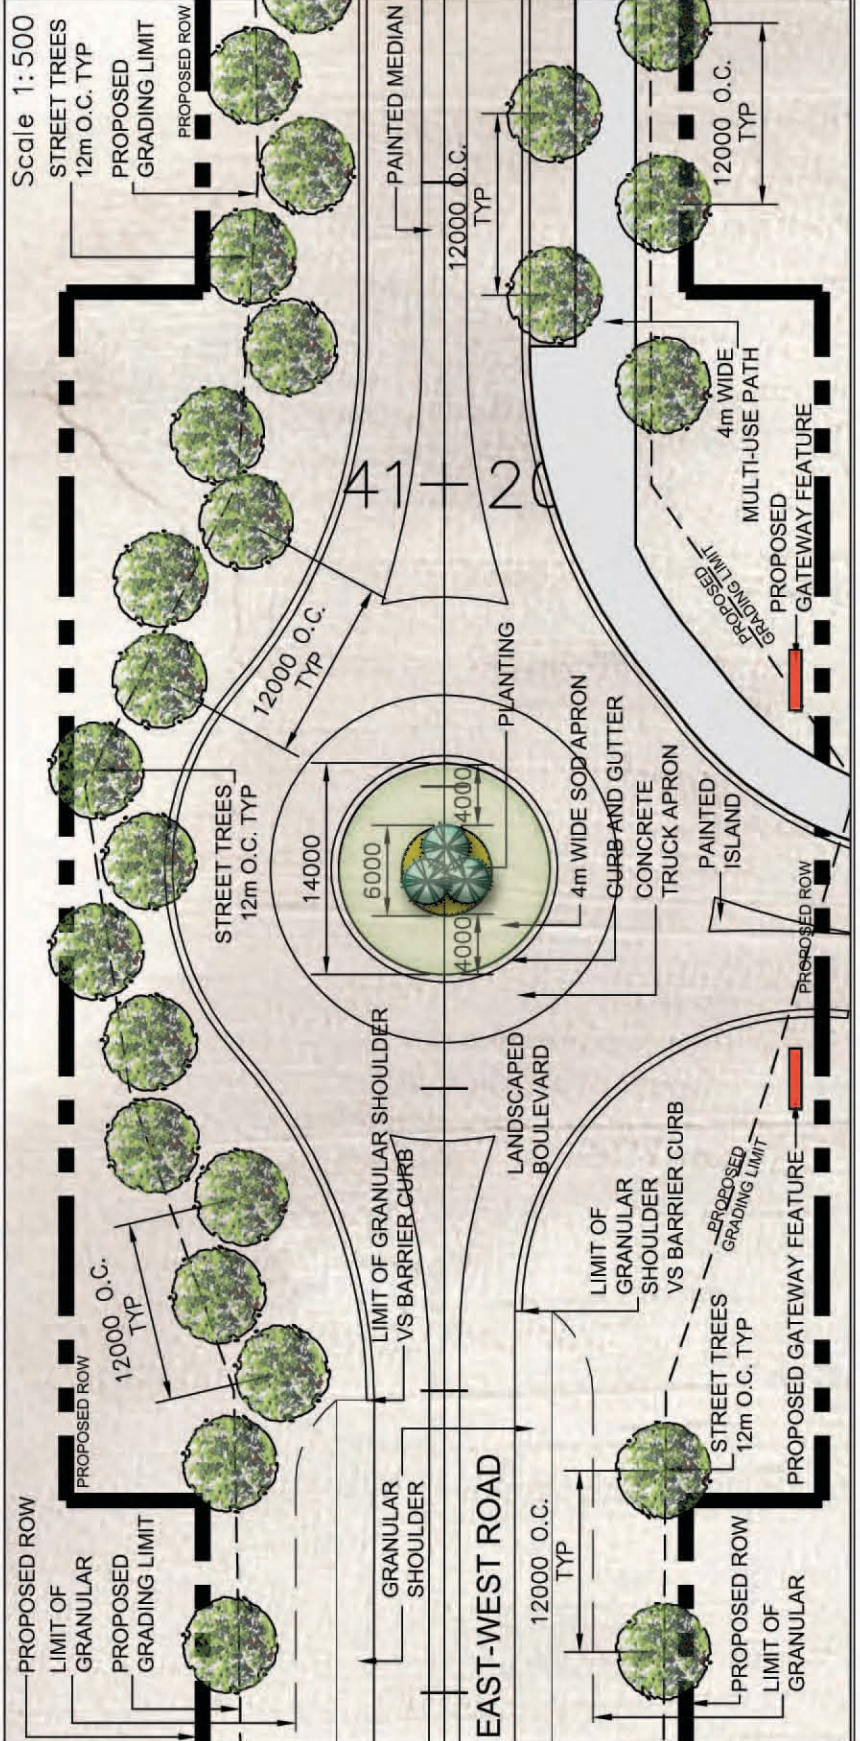 Scale 1:500
STREET TREES
12m O.C. TYP
PROPOSED
GRADING LIMIT
PROPOSED ROW
PAINTED MEDIAN
12000 O.C.
TYP
12000 O.C.
TYP
4m WIDE
MULTI-USE PATH
PROPOSED
GATEWAY FEATURE
PROPOSED
GRADING LIMIT
41
12000 O.C.
TYP
PLANTING
4m WIDE SOD APRON
CURB AND GUTTER
CONCRETE
TRUCK APRON
PAINTED
ISLAND
PROPOSED ROW
STREET TREES
12m O.C. TYP
14000
6000
4000
4000
LIMIT OF GRANULAR SHOULDER
VS BARRIER CURB
LANDSCAPED
BOULEVARD
LIMIT OF
GRANULAR
SHOULDER
VS BARRIER CURB
PROPOSED
GRADING LIMIT
PROPOSED GATEWAY FEATURE
STREET TREES
12m O.C. TYP
12000 O.C.
TYP
PROPOSED ROW
PROPOSED ROW
LIMIT OF
GRANULAR
PROPOSED
GRADING LIMIT
GRANULAR
SHOULDER
EAST-WEST ROAD
12000 O.C.
TYP
PROPOSED ROW
LIMIT OF
GRANULAR